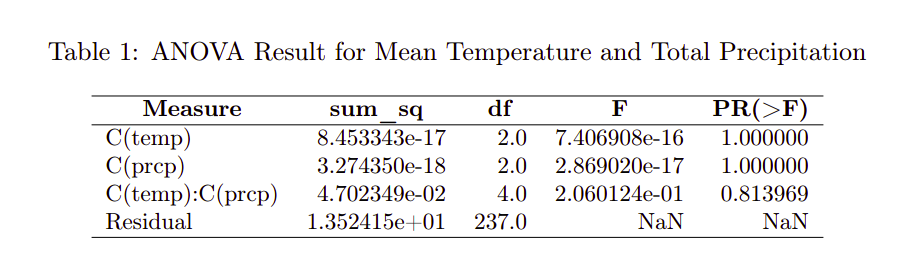 Table 1: ANOVA Result for Mean Temperature and Total Precipitation
Measure sum_sq df F PR(>F)
C(temp) 8.453343e-17 2.0 7.406908e-16 1.000000
C(prcp) 3.274350e-18 2.0 2.869020e-17 1.000000
C(temp):C(prcp) 4.702349e-02 4.0 2.060124e-01 0.813969
Residual 1.352415e+01 237.0 NaN NaN